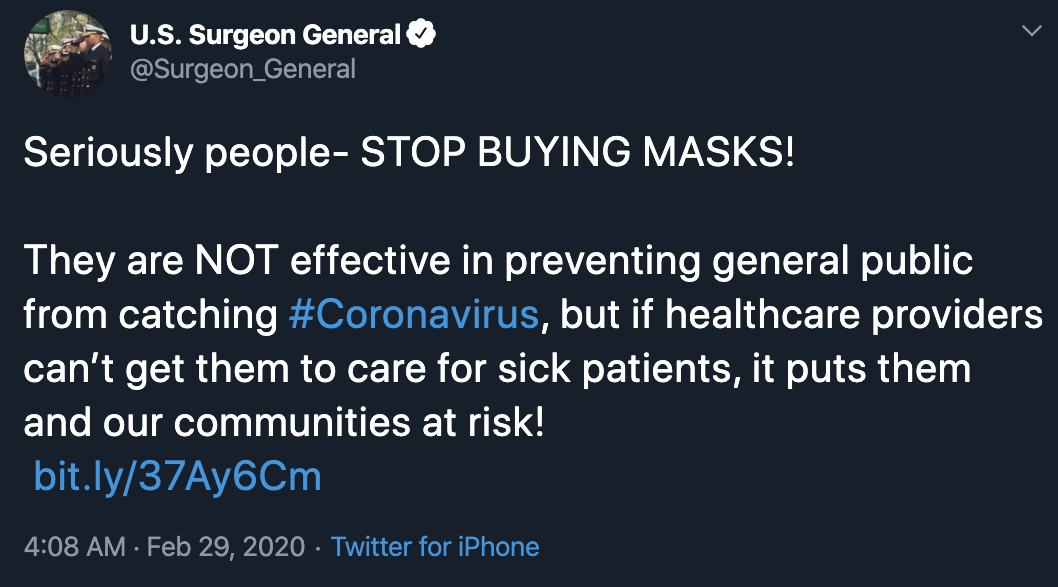 U.S. Surgeon General
@Surgeon_General
Seriously people- STOP BUYING MASKS!
They are NOT effective in preventing general public
from catching #Coronavirus, but if healthcare providers
can’t get them to care for sick patients, it puts them
and our communities at risk!
bit.ly/37Ay6Cm
4:08 AM · Feb 29, 2020 · Twitter for iPhone